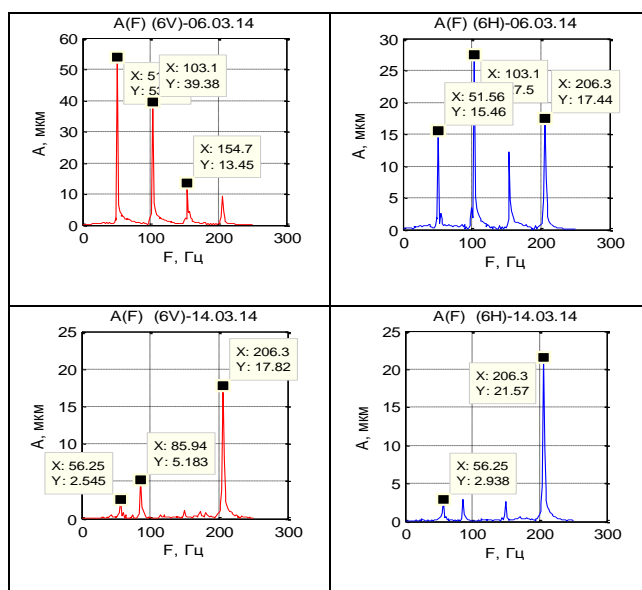 A(F) (6V)-06.03.14
60
50
40
30
20
10
0
0
100
200
300
А, мкм
F, Гц
X: 103.1
Y: 39.38
X: 154.7
Y: 13.45
A(F) (6H)-06.03.14
30
25
20
15
10
5
0
0
100
200
300
А, мкм
F, Гц
X: 51.56
Y: 15.46
X: 103.1
X: 206.3
Y: 17.44
A(F) (6V)-14.03.14
25
20
15
10
5
0
0
100
200
300
А, мкм
F, Гц
X: 56.25
Y: 2.545
X: 85.94
Y: 5.183
X: 206.3
Y: 17.82
A(F) (6H)-14.03.14
25
20
15
10
5
0
0
100
200
300
А, мкм
F, Гц
X: 56.25
Y: 2.938
X: 206.3
Y: 21.57